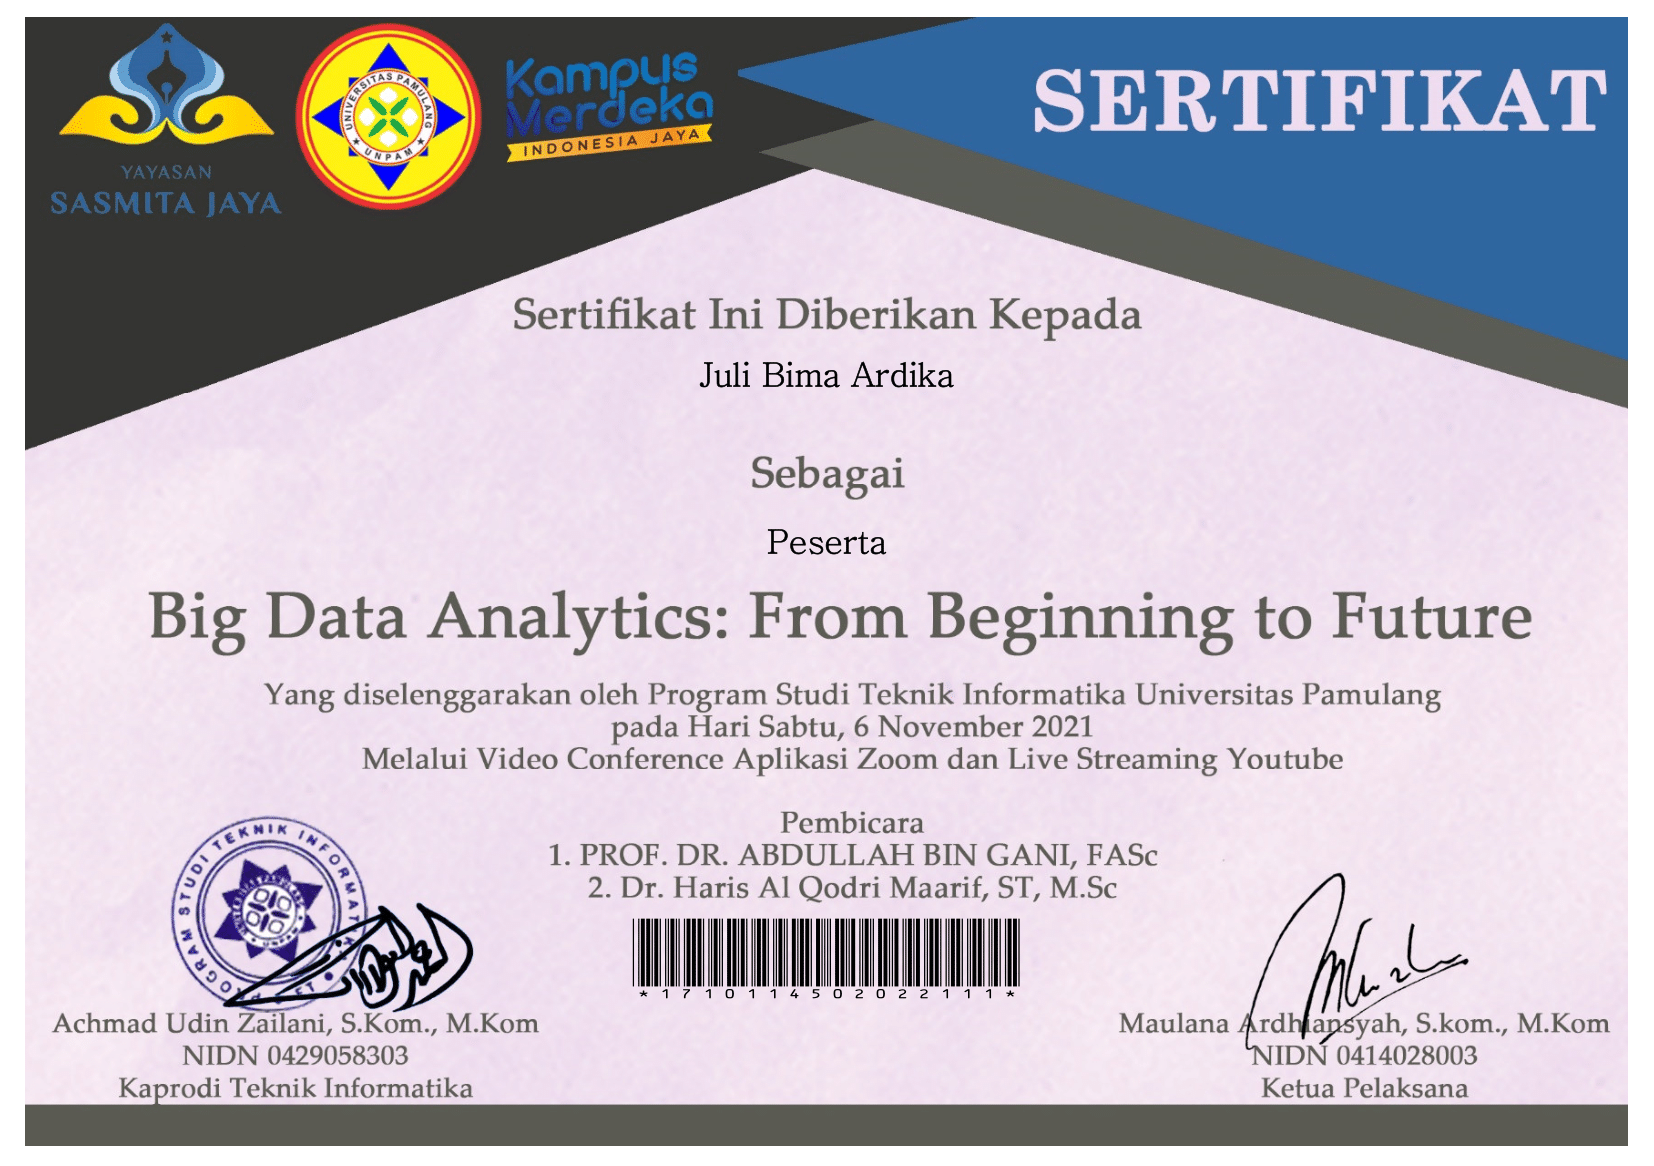 YAYASAN
SASMITA JAYA
UNIVERSITAS PAMULANG
UNPAM
Kampus
Merdeka
INDONESIA JAYA
SERTIFIKAT
Sertifikat Ini Diberikan Kepada
Juli Bima Ardika
Sebagai
Peserta
Big Data Analytics: From Beginning to Future
Yang diselenggarakan oleh Program Studi Teknik Informatika Universitas Pamulang
pada Hari Sabtu, 6 November 2021
Melalui Video Conference Aplikasi Zoom dan Live Streaming Youtube
Pembicara
1. PROF. DR. ABDULLAH BIN GANI, FASc
2. Dr. Haris Al Qodri Maarif, ST, M.Sc
*1710114502022111*
PROGRAM STUDI TEKNIK INFORMATIKA
UNPAM
Achmad Udin Zailani, S.Kom., M.Kom
NIDN 0429058303
Kaprodi Teknik Informatika
Maulana Ardhiansyah, S.kom., M.Kom
NIDN 0414028003
Ketua Pelaksana